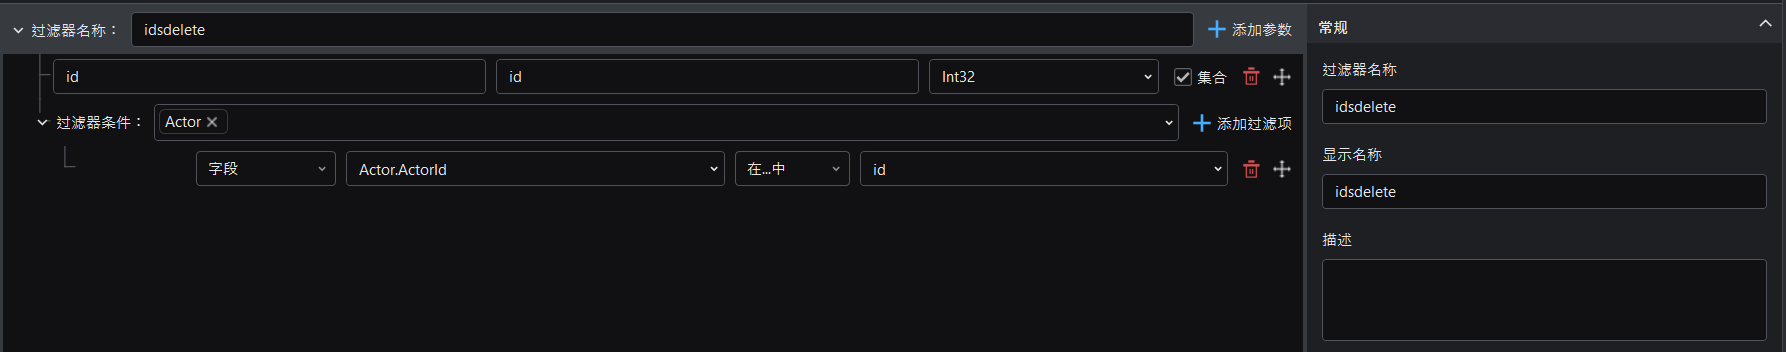 过滤器名称： idsdelete 添加参数
id id Int32 集合
过滤器条件： Actor 添加过滤项
字段 Actor.ActorId 在...中 id
常规
过滤器名称
idsdelete
显示名称
idsdelete
描述